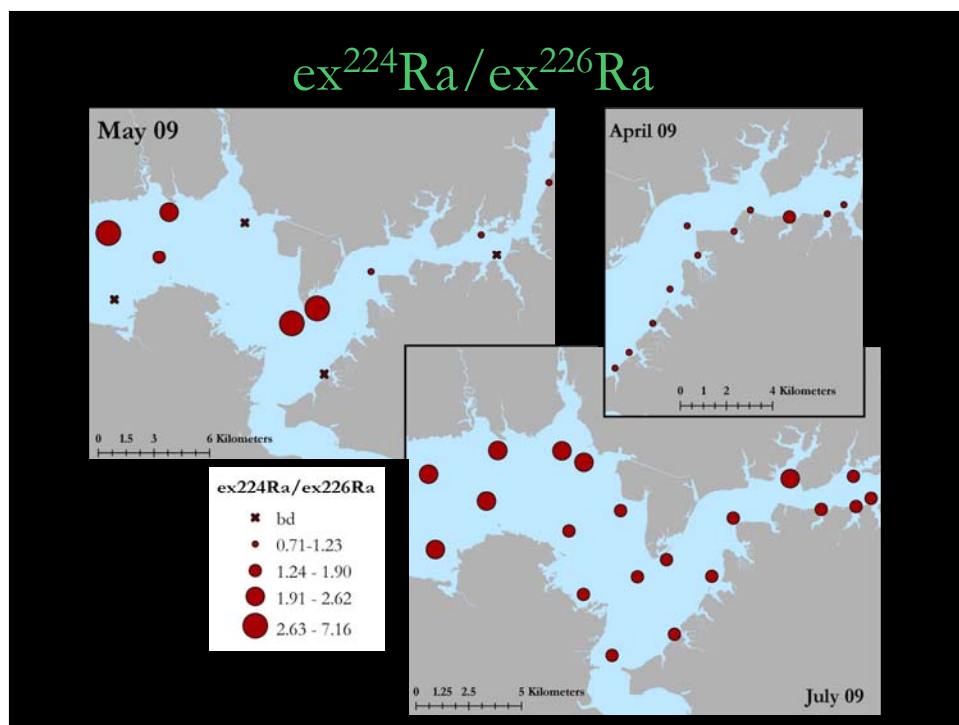 ex²²⁴Ra/ex²²⁶Ra
May 09
0 1.5 3 6 Kilometers
April 09
0 1 2 4 Kilometers
ex224Ra/ex226Ra
bd
0.71-1.23
1.24 - 1.90
1.91 - 2.62
2.63 - 7.16
0 1.25 2.5 5 Kilometers
July 09